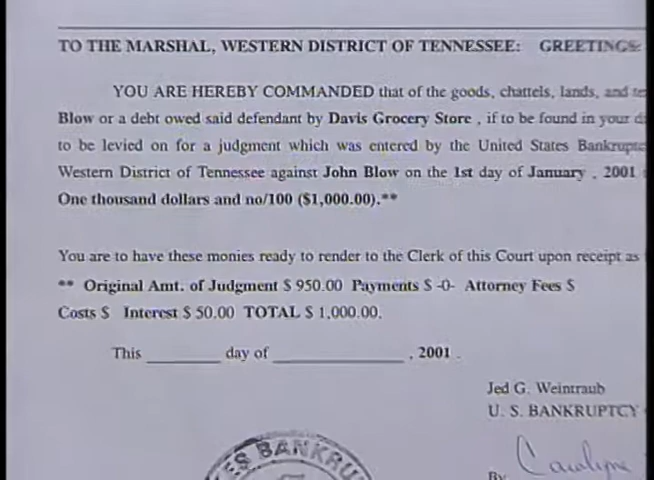 TO THE MARSHAL, WESTERN DISTRICT OF TENNESSEE: GREETINGS:
YOU ARE HEREBY COMMANDED that of the goods, chattels, lands, and
Blow or a debt owed said defendant by Davis Grocery Store , if to be found in your
to be levied on for a judgment which was entered by the United States Bankruptc
Western District of Tennessee against John Blow on the 1st day of January , 2001
One thousand dollars and no/100 ($1,000.00).**
You are to have these monies ready to render to the Clerk of this Court upon receipt as
** Original Amt. of Judgment $ 950.00 Payments $ -0- Attorney Fees $
Costs $ Interest $ 50.00 TOTAL $ 1,000.00.
This ________ day of ______________ , 2001 .
Jed G. Weintraub
U. S. BANKRUPTCY
ES BANKRU
By: